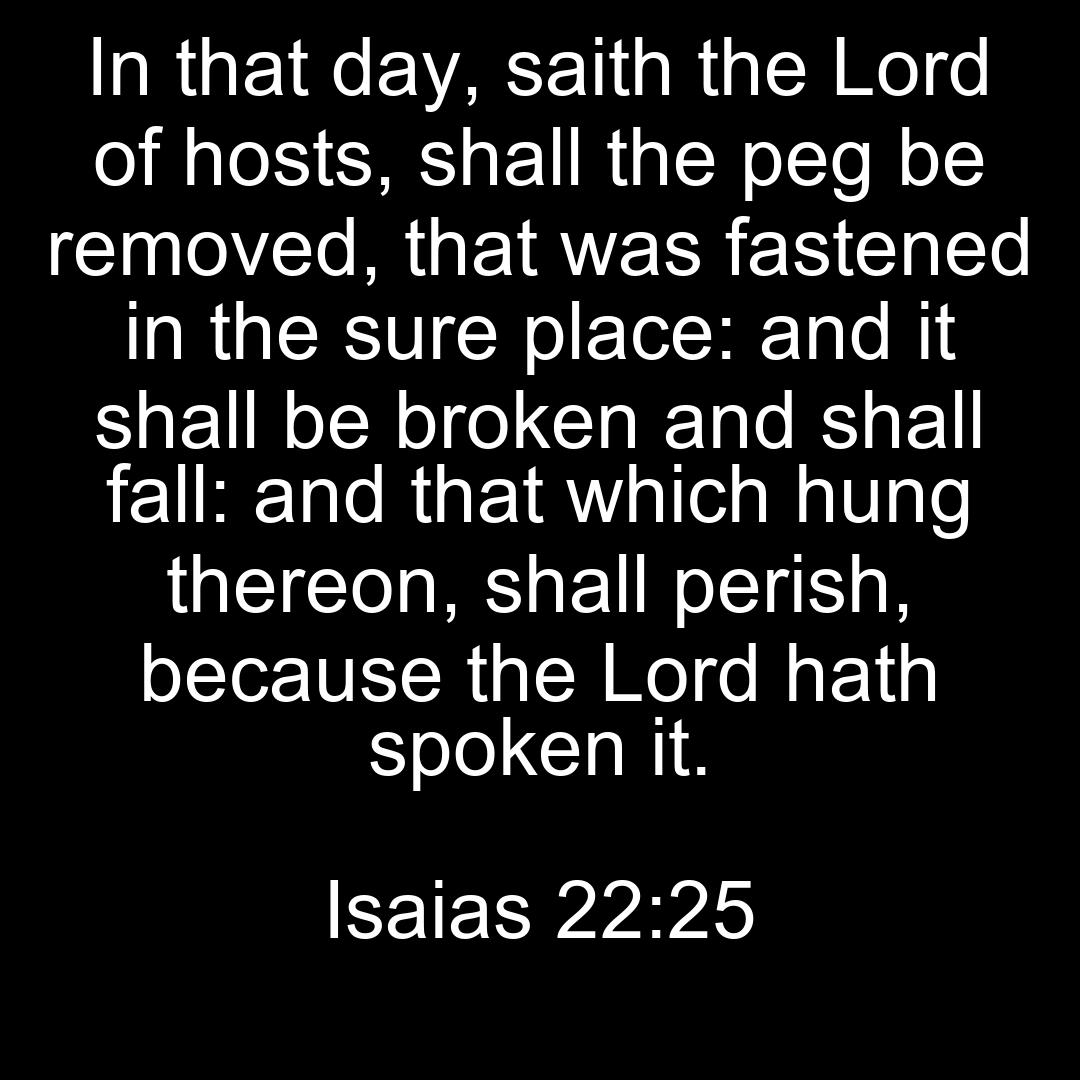 In that day, saith the Lord
of hosts, shall the peg be
removed, that was fastened
in the sure place: and it
shall be broken and shall
fall: and that which hung
thereon, shall perish,
because the Lord hath
spoken it.
Isaias 22:25